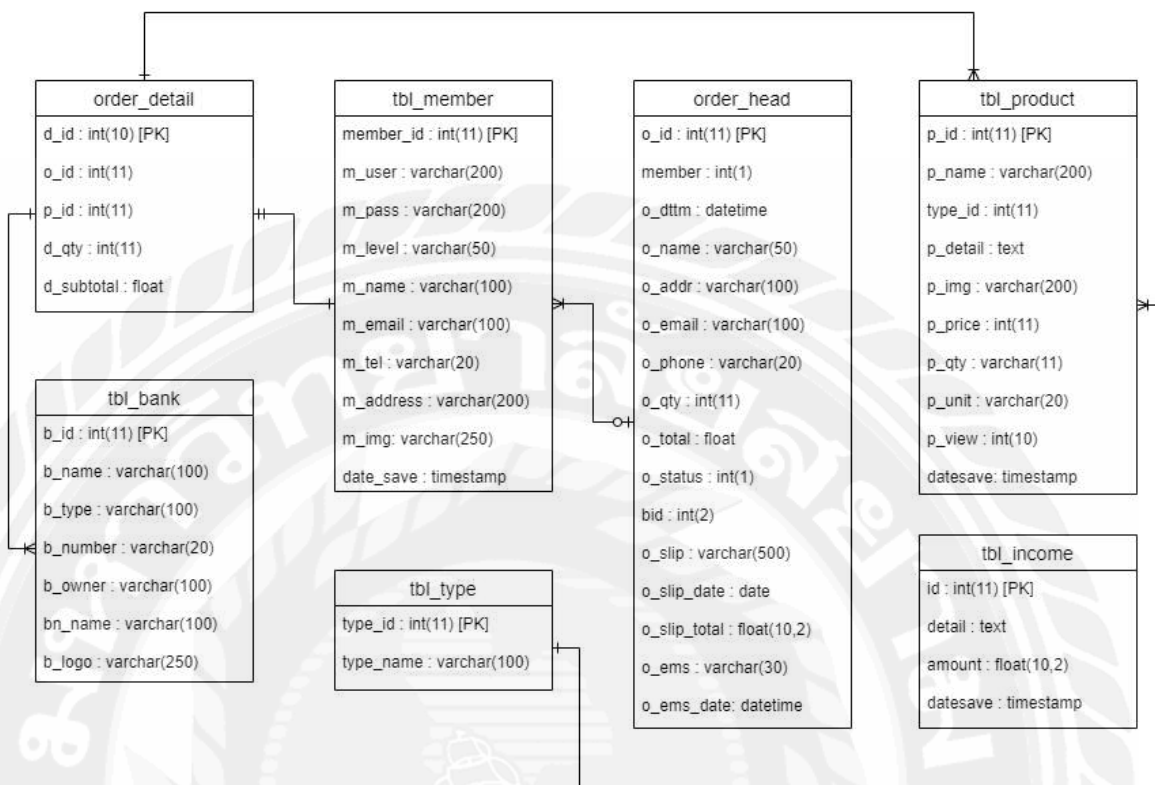 order_detail
d_id : int(10) [PK]
o_id : int(11)
p_id : int(11)
d_qty : int(11)
d_subtotal : float
tbl_member
member_id : int(11) [PK]
m_user : varchar(200)
m_pass : varchar(200)
m_level : varchar(50)
m_name : varchar(100)
m_email : varchar(100)
m_tel : varchar(20)
m_address : varchar(200)
m_img: varchar(250)
date_save : timestamp
order_head
o_id : int(11) [PK]
member : int(1)
o_dttm : datetime
o_name : varchar(50)
o_addr : varchar(100)
o_email : varchar(100)
o_phone : varchar(20)
o_qty : int(11)
o_total : float
o_status : int(1)
bid : int(2)
o_slip : varchar(500)
o_slip_date : date
o_slip_total : float(10,2)
o_ems : varchar(30)
o_ems_date: datetime
tbl_product
p_id : int(11) [PK]
p_name : varchar(200)
type_id : int(11)
p_detail : text
p_img : varchar(200)
p_price : int(11)
p_qty : varchar(11)
p_unit : varchar(20)
p_view : int(10)
datesave: timestamp
tbl_bank
b_id : int(11) [PK]
b_name : varchar(100)
b_type : varchar(100)
b_number : varchar(20)
b_owner : varchar(100)
bn_name : varchar(100)
b_logo : varchar(250)
tbl_type
type_id : int(11) [PK]
type_name : varchar(100)
tbl_income
id : int(11) [PK]
detail : text
amount : float(10,2)
datesave : timestamp